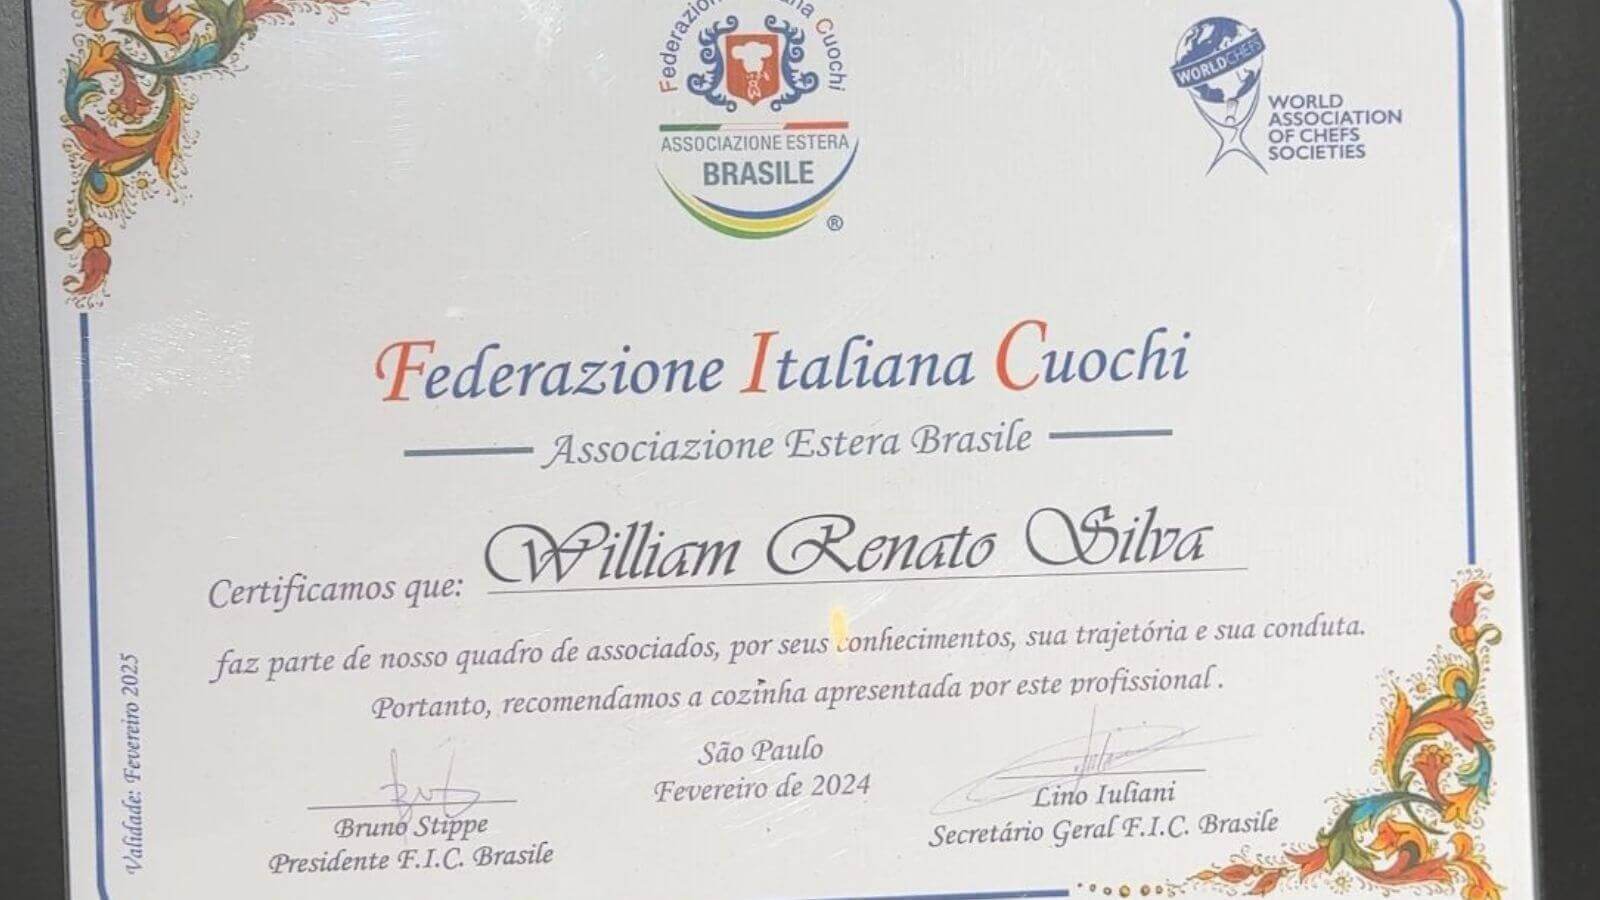 Federazione Italiana Cuochi
ASSOCIAZIONE ESTERA
BRASILE
®
WORLDCHEFS
WORLD
ASSOCIATION
OF CHEFS
SOCIETIES
Federazione Italiana Cuochi
Associazione Estera Brasile
Certificamos que: William Renato Silva
faz parte de nosso quadro de associados, por seus conhecimentos, sua trajetória e sua conduta.
Portanto, recomendamos a cozinha apresentada por este profissional.
São Paulo
Fevereiro de 2024
Bruno Stippe
Presidente F.I.C. Brasile
Lino Iuliani
Secretário Geral F.I.C. Brasile
Validade: Fevereiro 2025